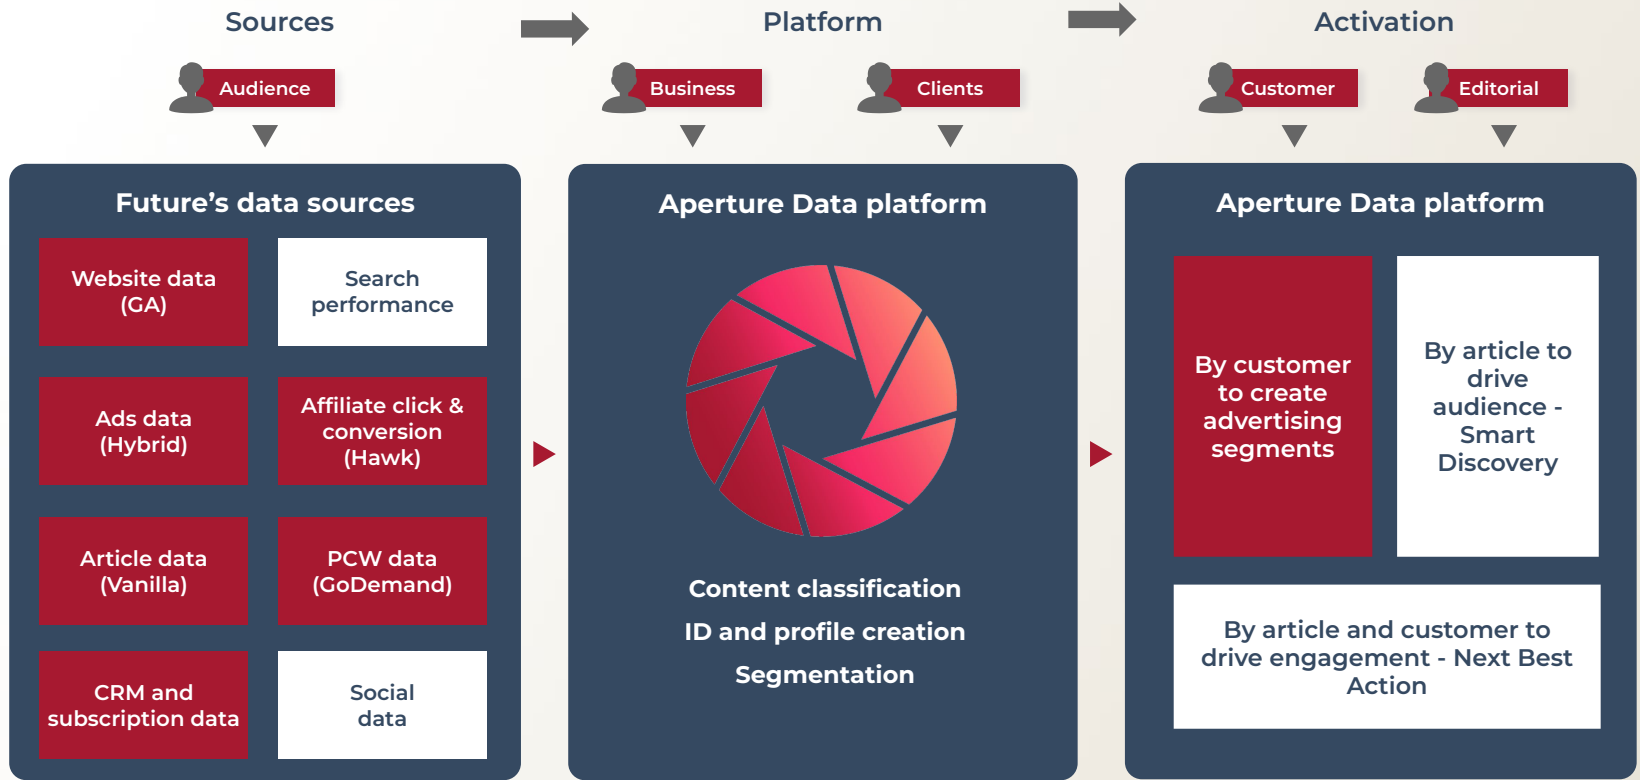 Sources
Platform
Activation
Audience
Business
Clients
Customer
Editorial
Future’s data sources
Website data
(GA)
Search
performance
Ads data
(Hybrid)
Affiliate click &
conversion
(Hawk)
Article data
(Vanilla)
PCW data
(GoDemand)
CRM and
subscription data
Social
data
Aperture Data platform
Content classification
ID and profile creation
Segmentation
Aperture Data platform
By customer
to create
advertising
segments
By article to
drive
audience -
Smart
Discovery
By article and customer to
drive engagement - Next Best
Action